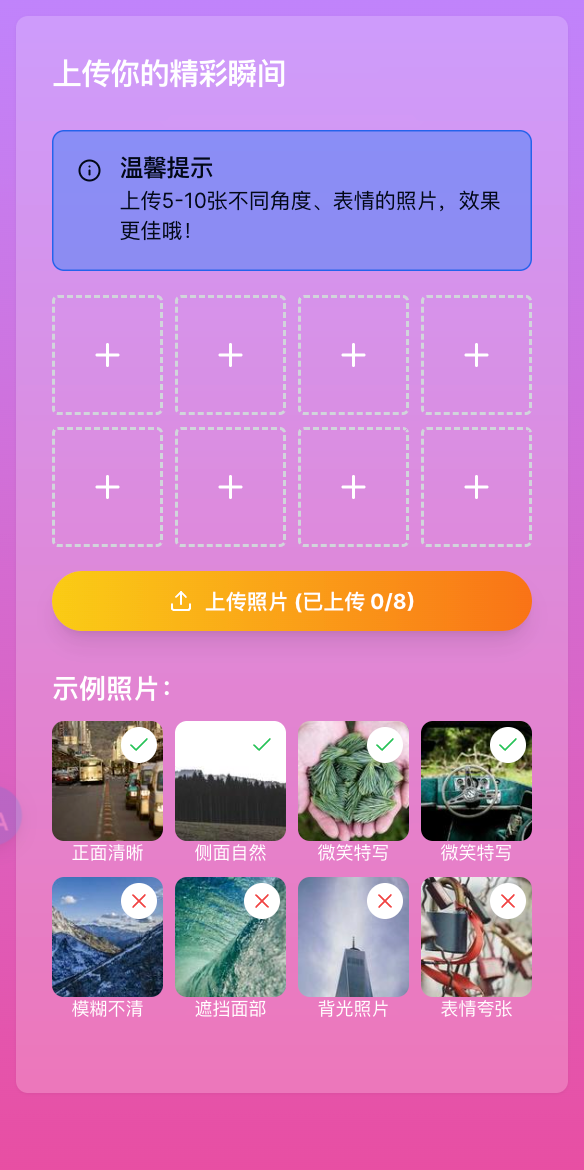 上传你的精彩瞬间
温馨提示
上传5-10张不同角度、表情的照片，效果
更佳哦！
上传照片 (已上传 0/8)
示例照片：
正面清晰 侧面自然 微笑特写 微笑特写
模糊不清 遮挡面部 背光照片 表情夸张